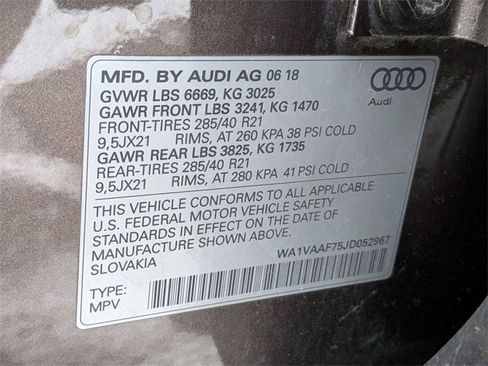 MFD. BY AUDI AG 06 18
GVWR LBS 6669, KG 3025
GAWR FRONT LBS 3241, KG 1470
FRONT-TIRES 285/40 R21
9,5JX21 RIMS, AT 260 KPA 38 PSI COLD
GAWR REAR LBS 3825, KG 1735
REAR-TIRES 285/40 R21
9,5JX21 RIMS, AT 280 KPA 41 PSI COLD
THIS VEHICLE CONFORMS TO ALL APPLICABLE
U.S. FEDERAL MOTOR VEHICLE SAFETY
STANDARDS IN EFFECT ON THE DATE OF
MANUFACTURE SHOWN ABOVE.
SLOVAKIA
WA1VAAF75JD052967
TYPE:
MPV
Audi